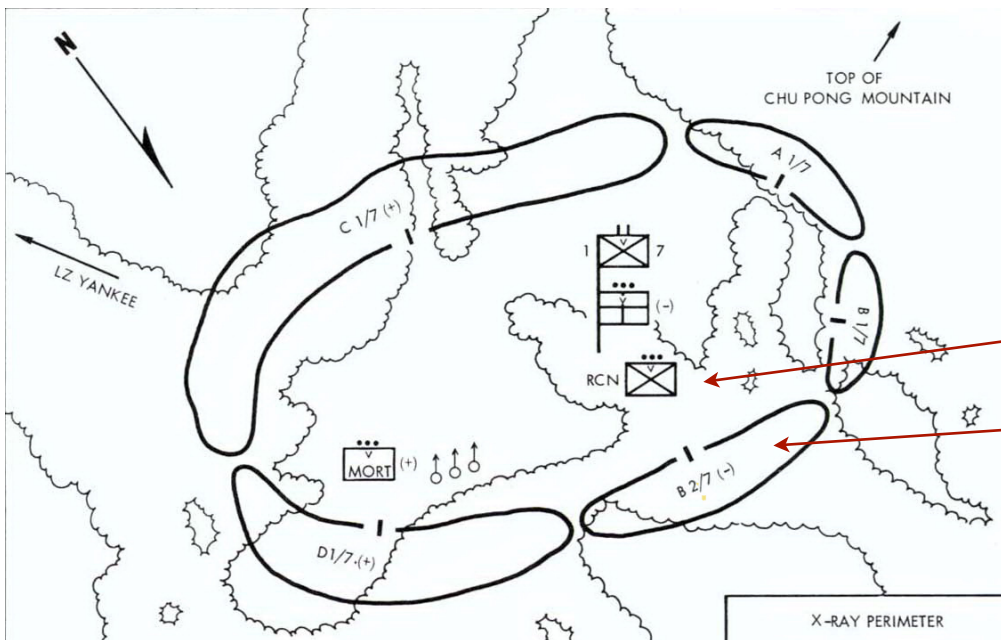 N
TOP OF
CHU PONG MOUNTAIN
A 1/7
C 1/7 (+)
LZ YANKEE
1 7
V
B 1/7
V (-)
RCN V
V
MORT (+)
B 2/7 (-)
D1/7.(+)
X-RAY PERIMETER